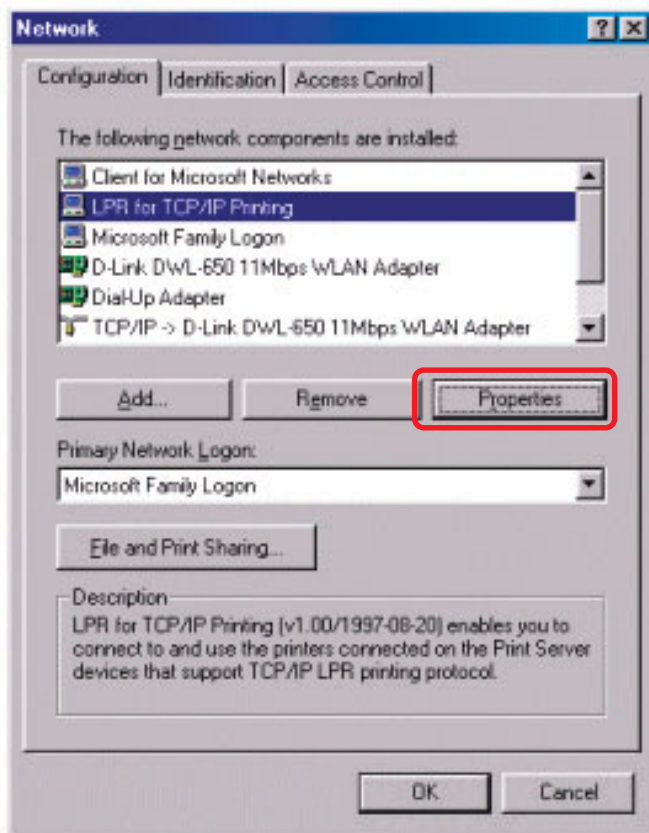 Network
Configuration Identification Access Control
The following network components are installed:
Client for Microsoft Networks
LPR for TCP/IP Printing
Microsoft Family Logon
D-Link DWL-650 11Mbps WLAN Adapter
Dial-Up Adapter
TCP/IP -> D-Link DWL-650 11Mbps WLAN Adapter
Add... Remove Properties
Primary Network Logon:
Microsoft Family Logon
File and Print Sharing...
Description
LPR for TCP/IP Printing (v1.00/1997-08-20) enables you to
connect to and use the printers connected on the Print Server
devices that support TCP/IP LPR printing protocol.
OK Cancel